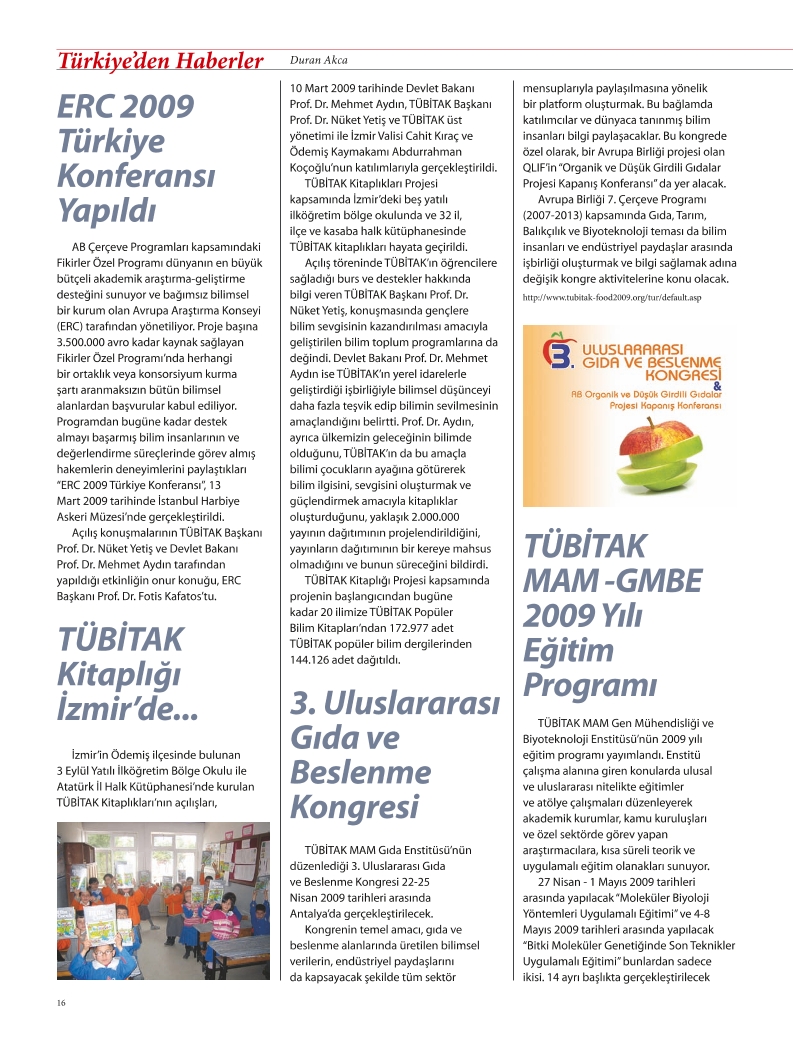 Türkiye’den Haberler
Duran Akca
ERC 2009
Türkiye
Konferansı
Yapıldı
AB Çerçeve Programları kapsamındaki
Fikirler Özel Programı dünyanın en büyük
bütçeli akademik araştırma-geliştirme
desteğini sunuyor ve bağımsız bilimsel
bir kurum olan Avrupa Araştırma Konseyi
(ERC) tarafından yönetiliyor. Proje başına
3.500.000 avro kadar kaynak sağlayan
Fikirler Özel Programı’nda herhangi
bir ortaklık veya konsorsiyum kurma
şartı aranmaksızın bütün bilimsel
alanlardan başvurular kabul ediliyor.
Programdan bugüne kadar destek
almayı başarmış bilim insanlarının ve
değerlendirme süreçlerinde görev almış
hakemlerin deneyimlerini paylaştıkları
“ERC 2009 Türkiye Konferansı”, 13
Mart 2009 tarihinde İstanbul Harbiye
Askeri Müzesi’nde gerçekleştirildi.
Açılış konuşmalarının TÜBİTAK Başkanı
Prof. Dr. Nüket Yetiş ve Devlet Bakanı
Prof. Dr. Mehmet Aydın tarafından
yapıldığı etkinliğin onur konuğu, ERC
Başkanı Prof. Dr. Fotis Kafatos’tu.
TÜBİTAK
Kitaplığı
İzmir’de...
İzmir’in Ödemiş ilçesinde bulunan
3 Eylül Yatılı İlköğretim Bölge Okulu ile
Atatürk İl Halk Kütüphanesi’nde kurulan
TÜBİTAK Kitaplıkları’nın açılışları,
10 Mart 2009 tarihinde Devlet Bakanı
Prof. Dr. Mehmet Aydın, TÜBİTAK Başkanı
Prof. Dr. Nüket Yetiş ve TÜBİTAK üst
yönetimi ile İzmir Valisi Cahit Kıraç ve
Ödemiş Kaymakamı Abdurrahman
Koçoğlu’nun katılımlarıyla gerçekleştirildi.
TÜBİTAK Kitaplıkları Projesi
kapsamında İzmir’deki beş yatılı
ilköğretim bölge okulunda ve 32 il,
ilçe ve kasaba halk kütüphanesinde
TÜBİTAK kitaplıkları hayata geçirildi.
Açılış töreninde TÜBİTAK’ın öğrencilere
sağladığı burs ve destekler hakkında
bilgi veren TÜBİTAK Başkanı Prof. Dr.
Nüket Yetiş, konuşmasında gençlere
bilim sevgisinin kazandırılması amacıyla
geliştirilen bilim toplum programlarına da
değindi. Devlet Bakanı Prof. Dr. Mehmet
Aydın ise TÜBİTAK’ın yerel idarelerle
geliştirdiği işbirliğiyle bilimsel düşünceyi
daha fazla teşvik edip bilimin sevilmesinin
amaçlandığını belirtti. Prof. Dr. Aydın,
ayrıca ülkemizin geleceğinin bilimde
olduğunu, TÜBİTAK’ın da bu amaçla
bilimi çocukların ayağına götürerek
bilim ilgisini, sevgisini oluşturmak ve
güçlendirmek amacıyla kitaplıklar
oluşturduğunu, yaklaşık 2.000.000
yayının dağıtımının projelendirildiğini,
yayınların dağıtımının bir kereye mahsus
olmadığını ve bunun süreceğini bildirdi.
TÜBİTAK Kitaplığı Projesi kapsamında
projenin başlangıcından bugüne
kadar 20 ilimize TÜBİTAK Popüler
Bilim Kitapları’ndan 172.977 adet
TÜBİTAK popüler bilim dergilerinden
144.126 adet dağıtıldı.
3. Uluslararası
Gıda ve
Beslenme
Kongresi
TÜBİTAK MAM Gıda Enstitüsü’nün
düzenlediği 3. Uluslararası Gıda
ve Beslenme Kongresi 22-25
Nisan 2009 tarihleri arasında
Antalya’da gerçekleştirilecek.
Kongrenin temel amacı, gıda ve
beslenme alanlarında üretilen bilimsel
verilerin, endüstriyel paydaşlarını
da kapsayacak şekilde tüm sektör
mensuplarıyla paylaşılmasına yönelik
bir platform oluşturmak. Bu bağlamda
katılımcılar ve dünyaca tanınmış bilim
insanları bilgi paylaşacaklar. Bu kongrede
özel olarak, bir Avrupa Birliği projesi olan
QLIF’in “Organik ve Düşük Girdili Gıdalar
Projesi Kapanış Konferansı” da yer alacak.
Avrupa Birliği 7. Çerçeve Programı
(2007-2013) kapsamında Gıda, Tarım,
Balıkçılık ve Biyoteknoloji teması da bilim
insanları ve endüstriyel paydaşlar arasında
işbirliği oluşturmak ve bilgi sağlamak adına
değişik kongre aktivitelerine konu olacak.
http://www.tubitak-food2009.org/tur/default.asp
3. ULUSLARARASI
GIDA VE BESLENME
KONGRESİ
&
AB Organik ve Düşük Girdili Gıdalar
Projesi Kapanış Konferansı
TÜBİTAK
MAM -GMBE
2009 Yılı
Eğitim
Programı
TÜBİTAK MAM Gen Mühendisliği ve
Biyoteknoloji Enstitüsü’nün 2009 yılı
eğitim programı yayımlandı. Enstitü
çalışma alanına giren konularda ulusal
ve uluslararası nitelikte eğitimler
ve atölye çalışmaları düzenleyerek
akademik kurumlar, kamu kuruluşları
ve özel sektörde görev yapan
araştırmacılara, kısa süreli teorik ve
uygulamalı eğitim olanakları sunuyor.
27 Nisan - 1 Mayıs 2009 tarihleri
arasında yapılacak “Moleküler Biyoloji
Yöntemleri Uygulamalı Eğitimi” ve 4-8
Mayıs 2009 tarihleri arasında yapılacak
“Bitki Moleküler Genetiğinde Son Teknikler
Uygulamalı Eğitimi” bunlardan sadece
ikisi. 14 ayrı başlıkta gerçekleştirilecek
16